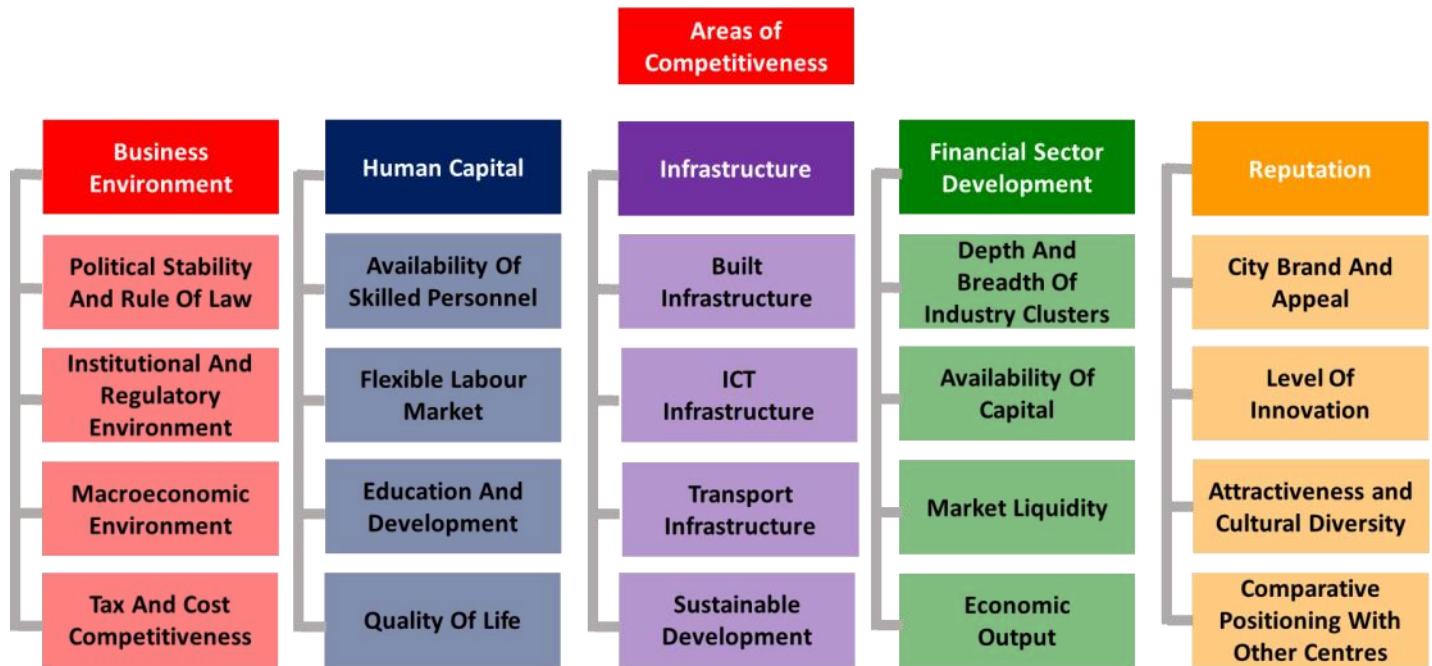 Areas of
Competitiveness
Business
Environment
Political Stability
And Rule Of Law
Institutional And
Regulatory
Environment
Macroeconomic
Environment
Tax And Cost
Competitiveness
Human Capital
Availability Of
Skilled Personnel
Flexible Labour
Market
Education And
Development
Quality Of Life
Infrastructure
Built
Infrastructure
ICT
Infrastructure
Transport
Infrastructure
Sustainable
Development
Financial Sector
Development
Depth And
Breadth Of
Industry Clusters
Availability Of
Capital
Market Liquidity
Economic
Output
Reputation
City Brand And
Appeal
Level Of
Innovation
Attractiveness and
Cultural Diversity
Comparative
Positioning With
Other Centres